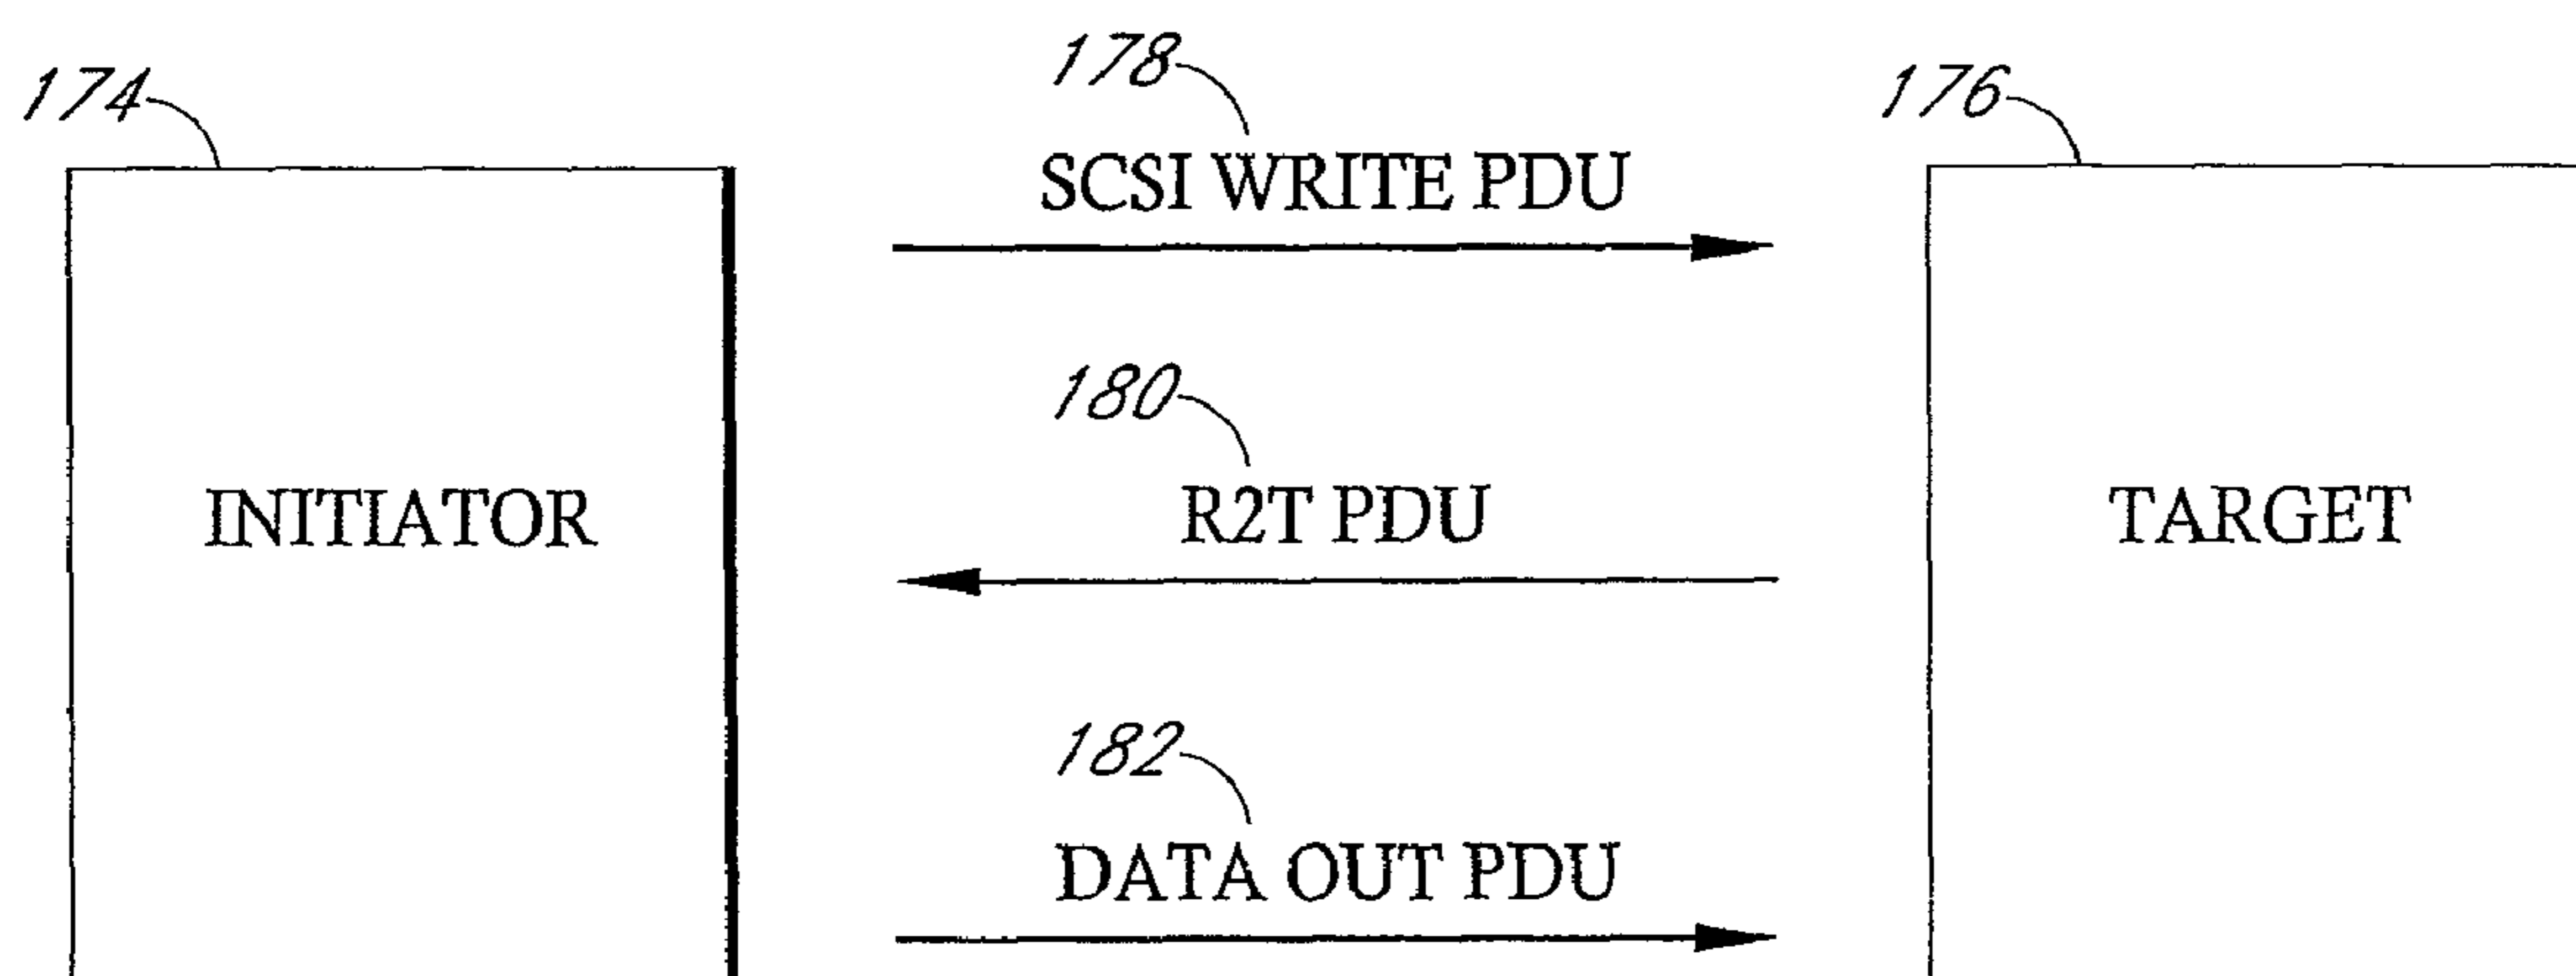 178
174
176
SCSI WRITE PDU
180
INITIATOR
R2T PDU
TARGET
182
DATA OUT PDU